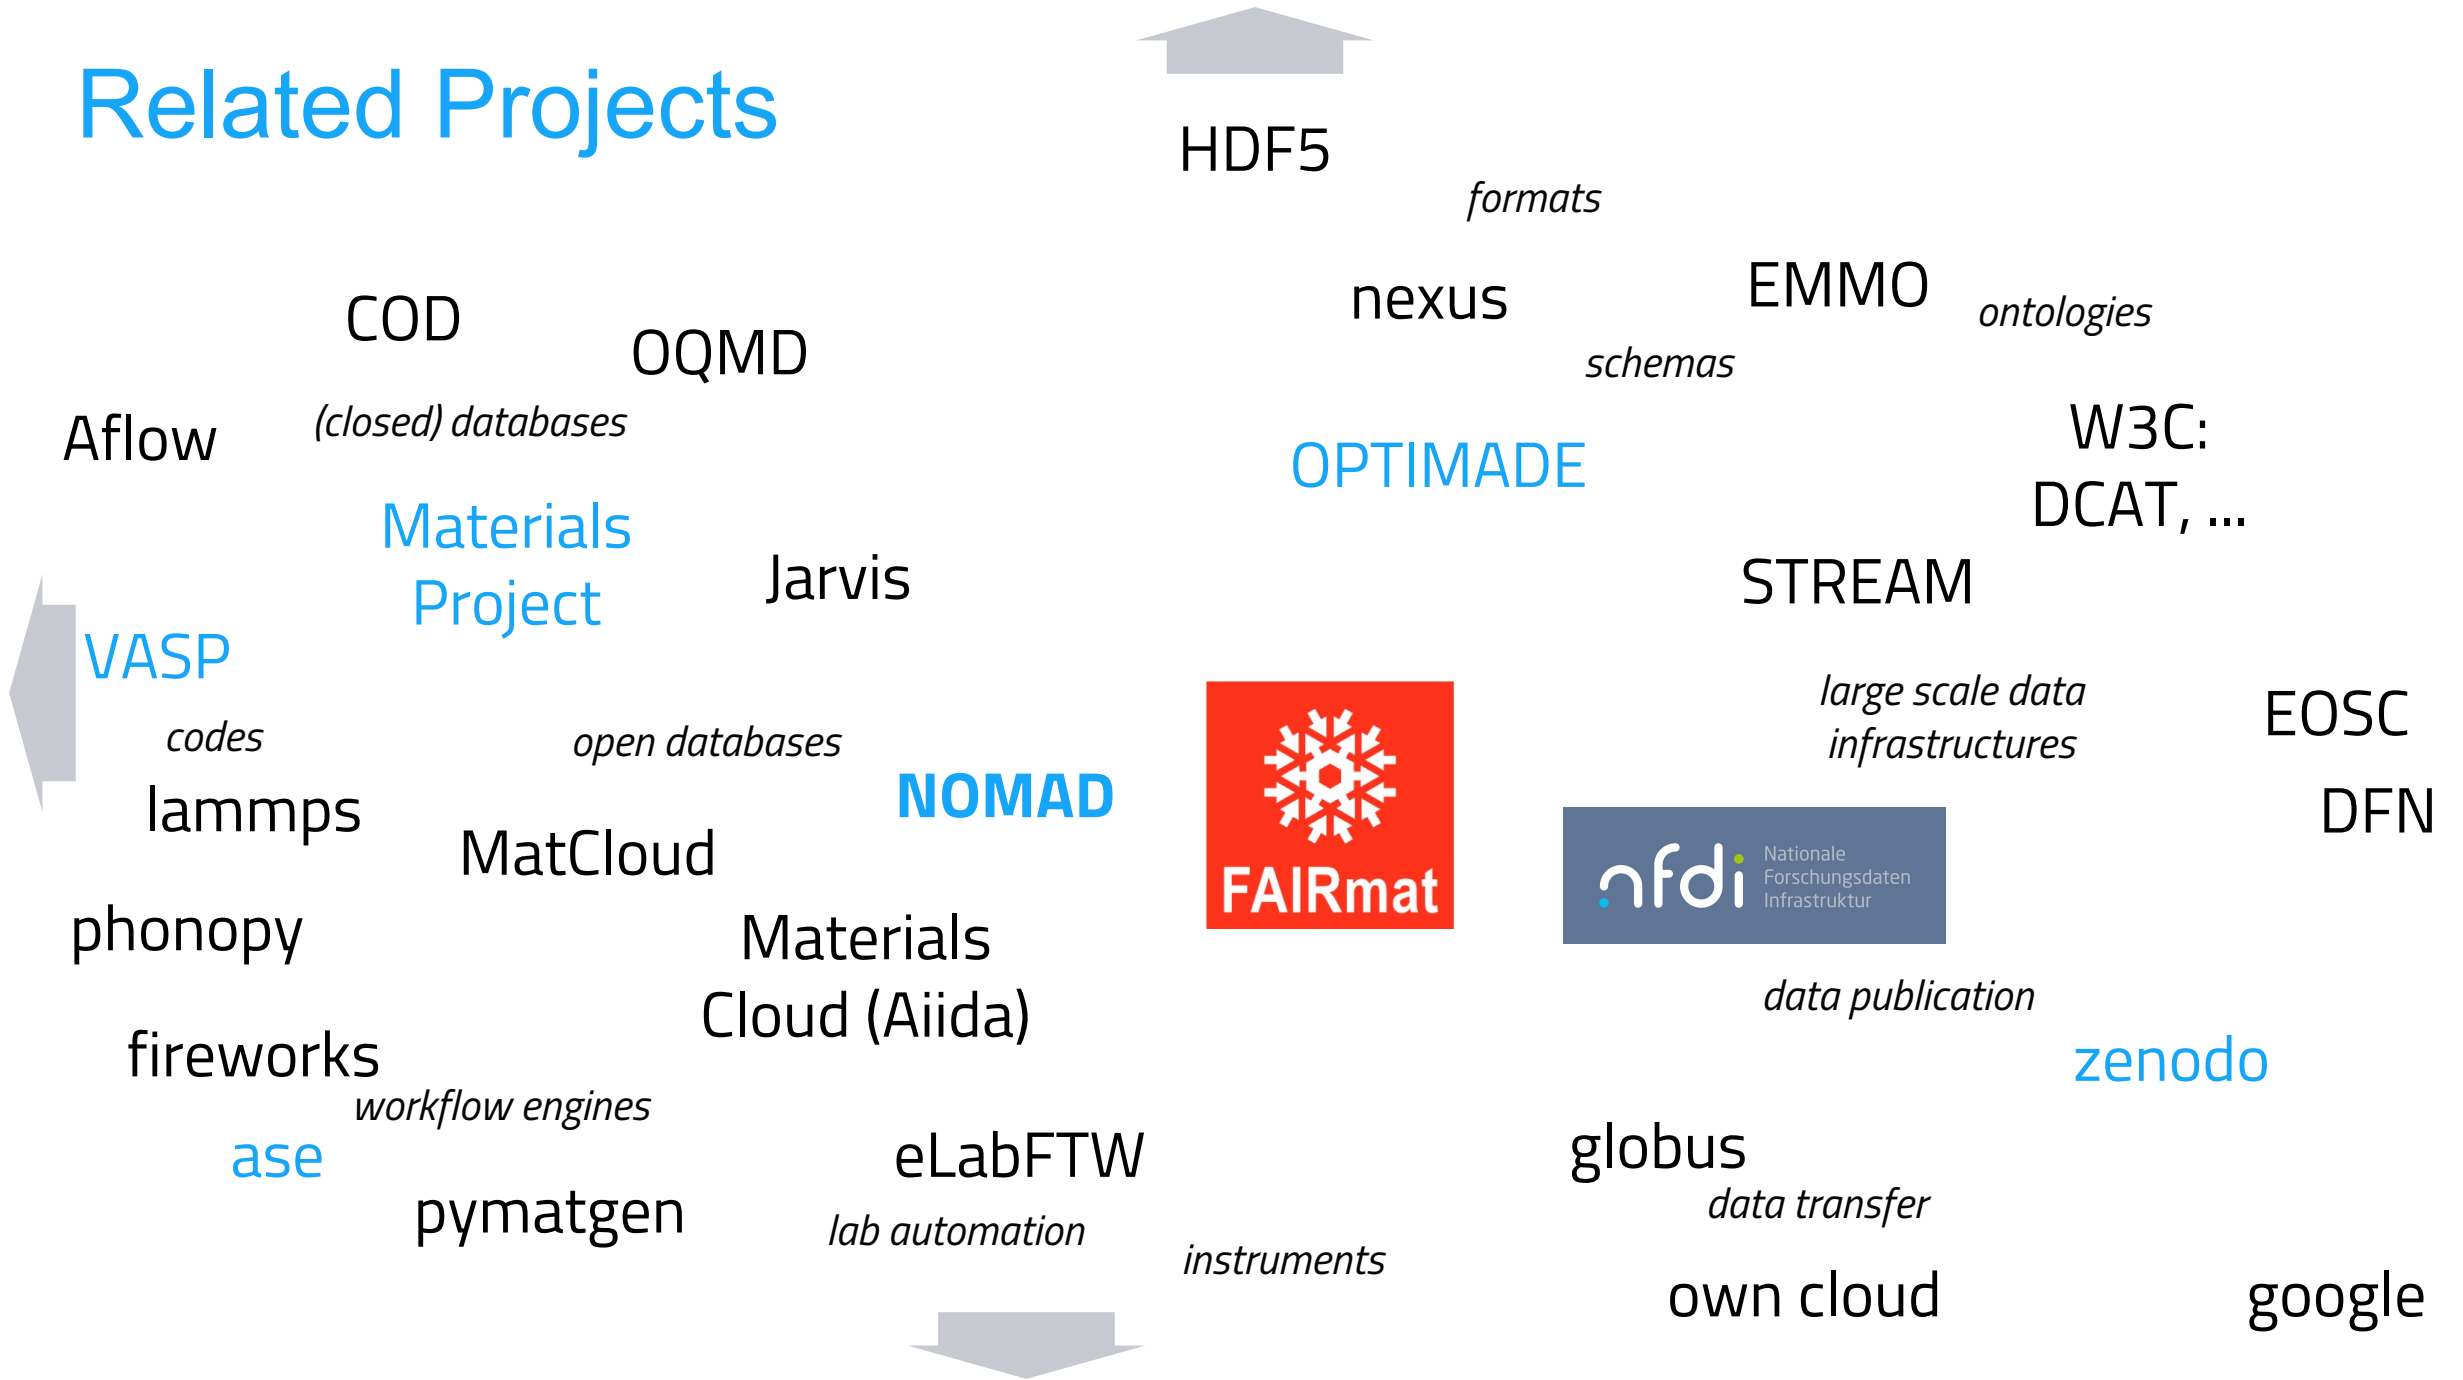 Related Projects
HDF5
formats
COD
OQMD
nexus
EMMO
ontologies
schemas
Aflow
(closed) databases
OPTIMADE
W3C:
DCAT, ...
Materials
Project
Jarvis
STREAM
VASP
codes
open databases
large scale data
infrastructures
EOSC
lammps
NOMAD
DFN
MatCloud
FAIRmat
nfdi
Nationale
Forschungsdaten
Infrastruktur
phonopy
Materials
Cloud (Aiida)
data publication
fireworks
zenodo
workflow engines
ase
eLabFTW
globus
pymatgen
lab automation
data transfer
instruments
own cloud
google